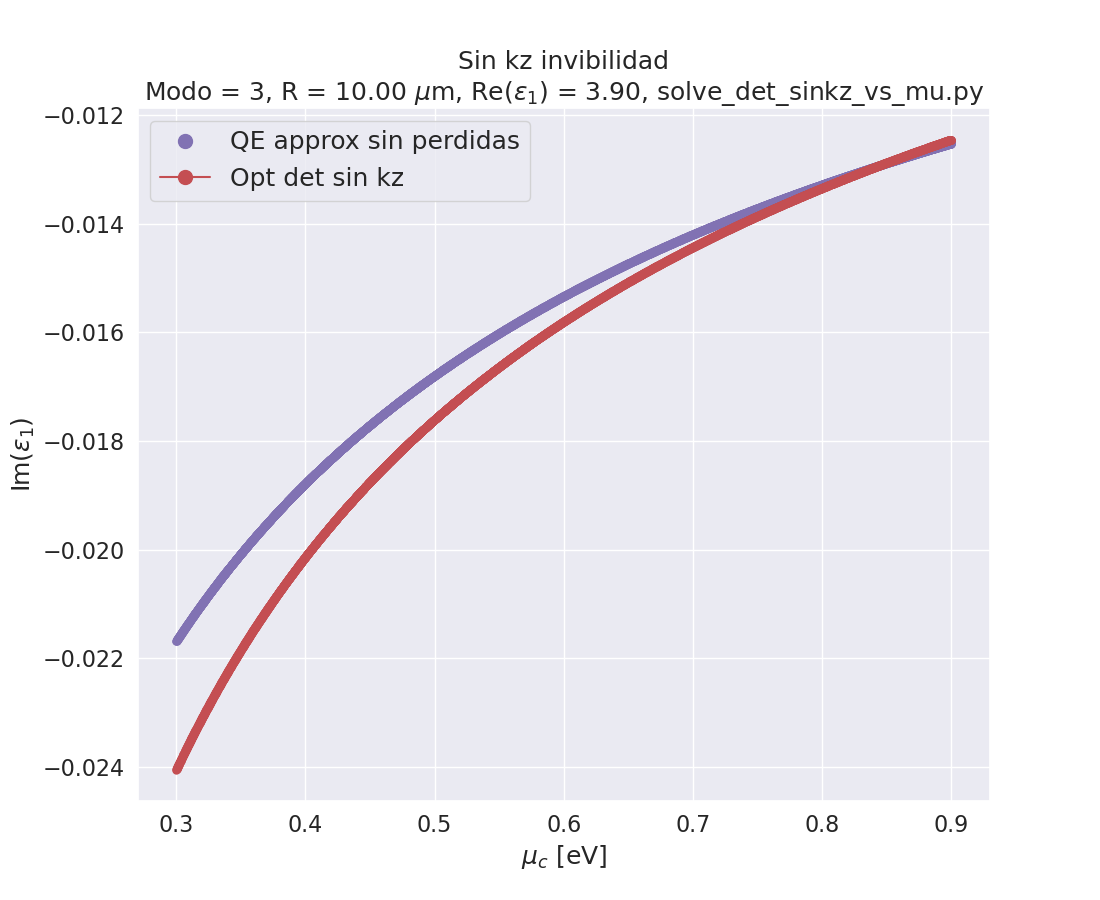 Sin kz invibilidad
Modo = 3, R = 10.00 μm, Re(ε₁) = 3.90, solve_det_sinkz_vs_mu.py
QE approx sin perdidas
Opt det sin kz
−0.012
−0.014
−0.016
−0.018
−0.020
−0.022
−0.024
Im(ε₁)
0.3 0.4 0.5 0.6 0.7 0.8 0.9
μ_c [eV]